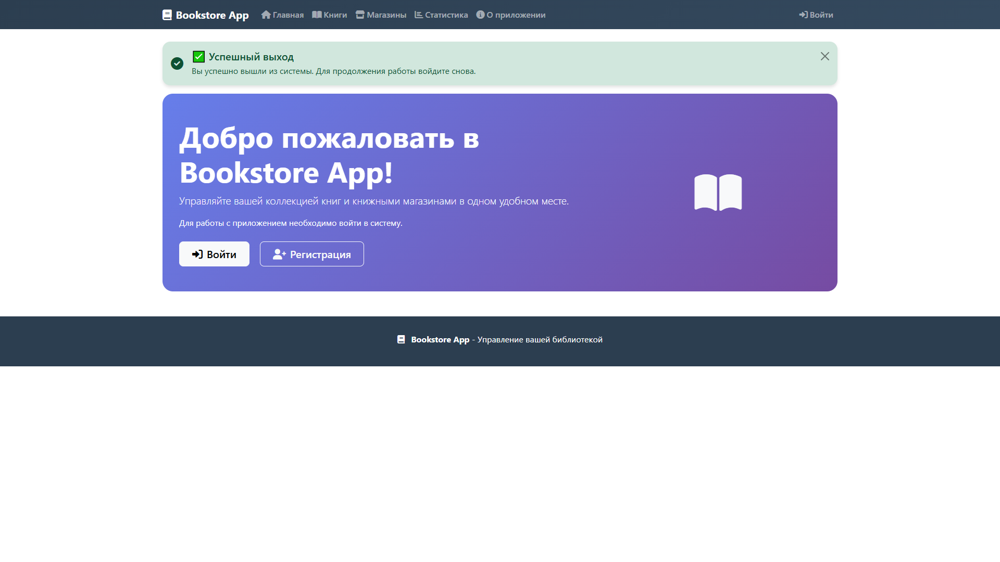 Bookstore App Главная Книги Магазины Статистика О приложении Войти
✅ Успешный выход
Вы успешно вышли из системы. Для продолжения работы войдите снова.
Добро пожаловать в
Bookstore App!
Управляйте вашей коллекцией книг и книжными магазинами в одном удобном месте.
Для работы с приложением необходимо войти в систему.
Войти Регистрация
Bookstore App - Управление вашей библиотекой